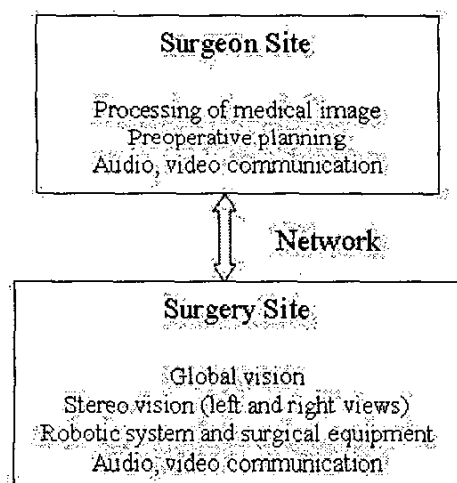 Surgeon Site
Processing of medical image
Preoperative planning
Audio, video communication
Network
Surgery Site
Global vision
Stereo vision (left and right views)
Robotic system and surgical equipment
Audio, video communication